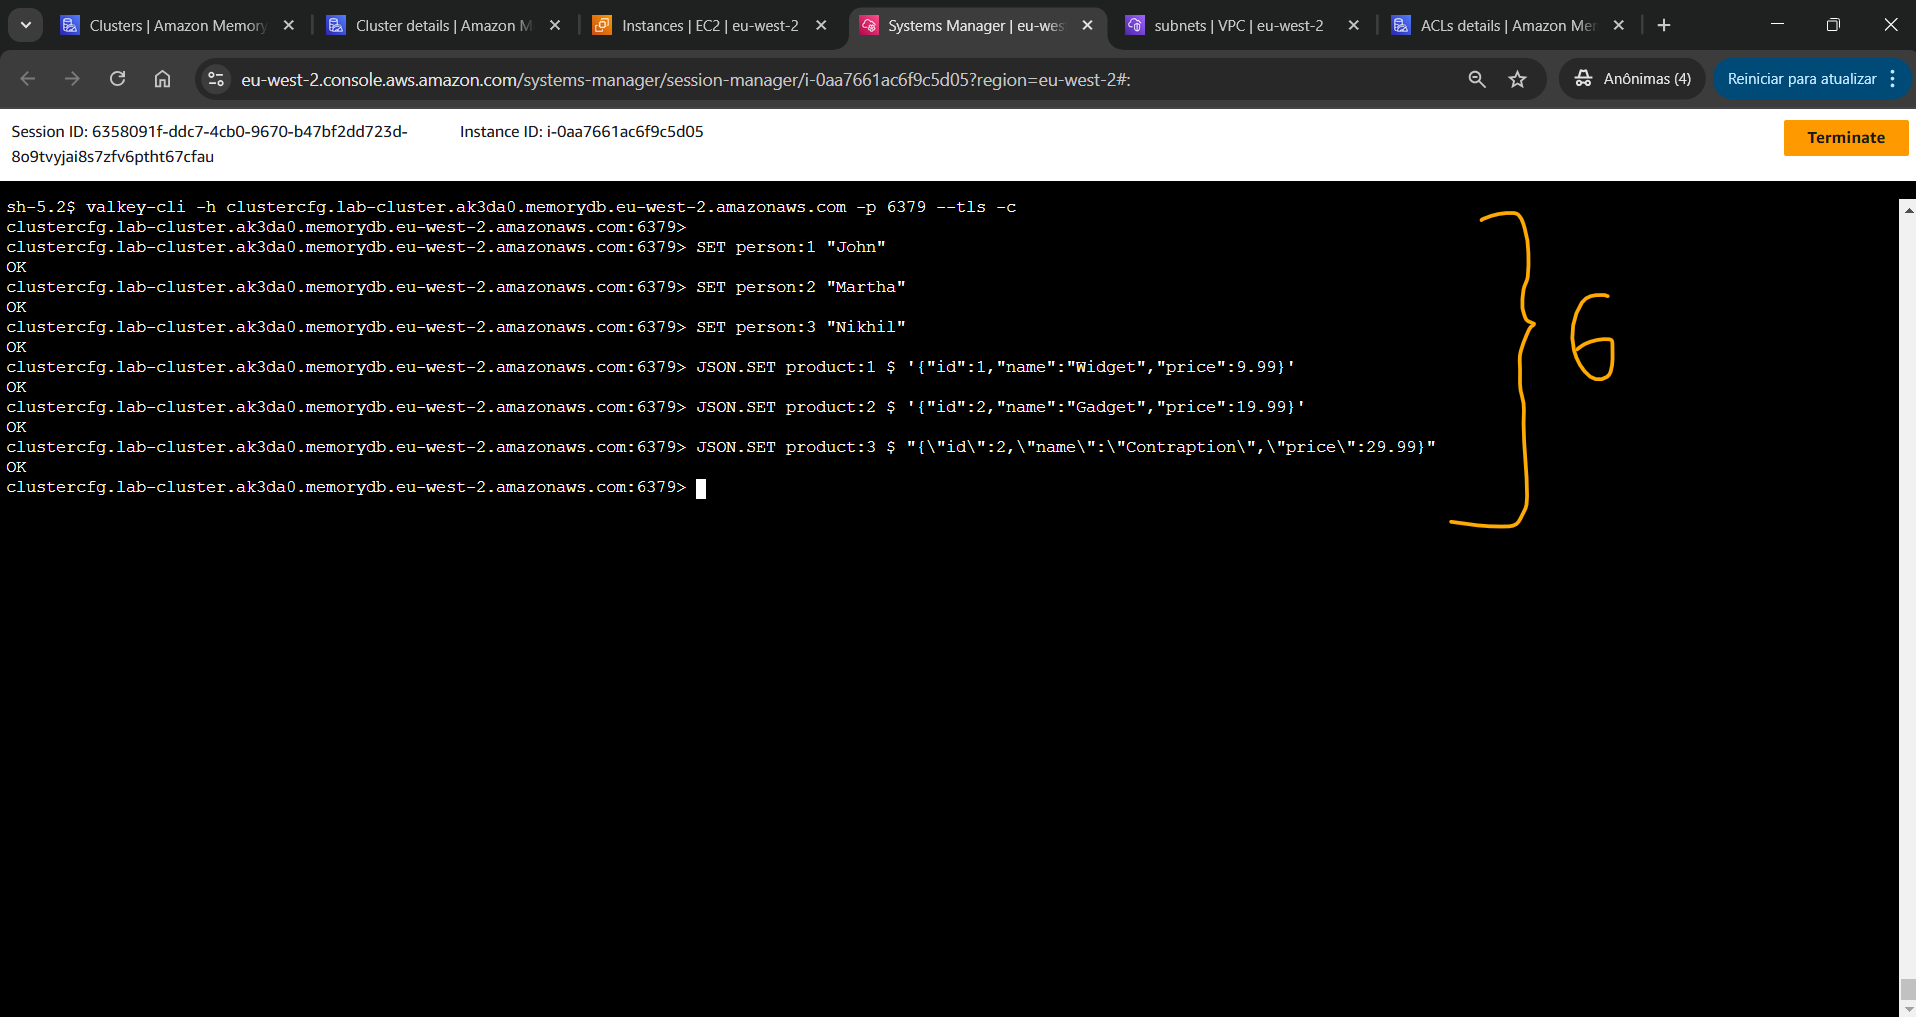 Clusters | Amazon Memory
Cluster details | Amazon M
Instances | EC2 | eu-west-2
Systems Manager | eu-wes
subnets | VPC | eu-west-2
ACLs details | Amazon Me
eu-west-2.console.aws.amazon.com/systems-manager/session-manager/i-0aa7661ac6f9c5d05?region=eu-west-2#:
Anônimas (4)
Reiniciar para atualizar
Session ID: 6358091f-ddc7-4cb0-9670-b47bf2dd723d-
8o9tvyjai8s7zfv6ptht67cfau
Instance ID: i-0aa7661ac6f9c5d05
Terminate
sh-5.2$ valkey-cli -h clustercfg.lab-cluster.ak3da0.memorydb.eu-west-2.amazonaws.com -p 6379 --tls -c
clustercfg.lab-cluster.ak3da0.memorydb.eu-west-2.amazonaws.com:6379>
clustercfg.lab-cluster.ak3da0.memorydb.eu-west-2.amazonaws.com:6379> SET person:1 "John"
OK
clustercfg.lab-cluster.ak3da0.memorydb.eu-west-2.amazonaws.com:6379> SET person:2 "Martha"
OK
clustercfg.lab-cluster.ak3da0.memorydb.eu-west-2.amazonaws.com:6379> SET person:3 "Nikhil"
OK
clustercfg.lab-cluster.ak3da0.memorydb.eu-west-2.amazonaws.com:6379> JSON.SET product:1 $ '{"id":1,"name":"Widget","price":9.99}'
OK
clustercfg.lab-cluster.ak3da0.memorydb.eu-west-2.amazonaws.com:6379> JSON.SET product:2 $ '{"id":2,"name":"Gadget","price":19.99}'
OK
clustercfg.lab-cluster.ak3da0.memorydb.eu-west-2.amazonaws.com:6379> JSON.SET product:3 $ "{\"id\":2,\"name\":\"Contraption\",\"price\":29.99}"
OK
clustercfg.lab-cluster.ak3da0.memorydb.eu-west-2.amazonaws.com:6379>
6